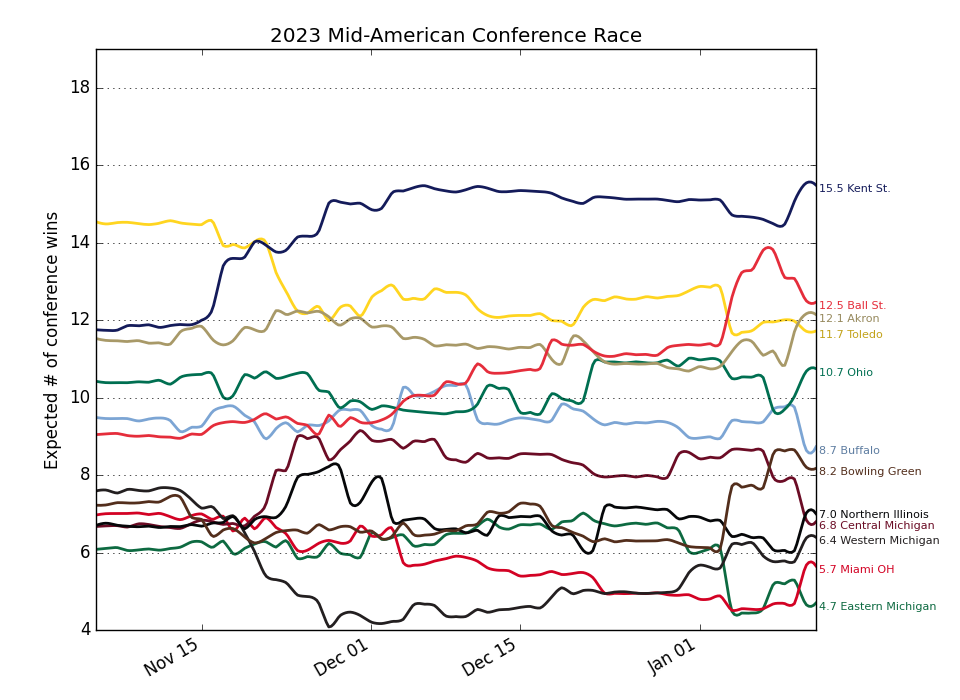 2023 Mid-American Conference Race
Expected # of conference wins
18
16
14
12
10
8
6
4
Nov 15
Dec 01
Dec 15
Jan 01
15.5 Kent St.
12.5 Ball St.
12.1 Akron
11.7 Toledo
10.7 Ohio
8.7 Buffalo
8.2 Bowling Green
7.0 Northern Illinois
6.8 Central Michigan
6.4 Western Michigan
5.7 Miami OH
4.7 Eastern Michigan